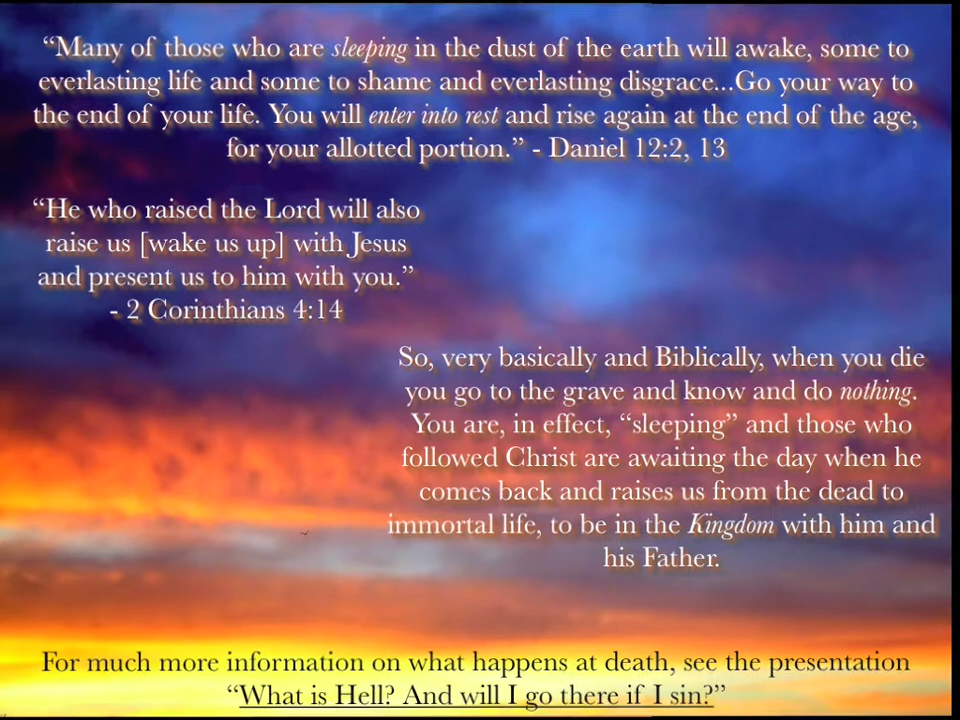 “Many of those who are sleeping in the dust of the earth will awake, some to
everlasting life and some to shame and everlasting disgrace...Go your way to
the end of your life. You will enter into rest and rise again at the end of the age,
for your allotted portion.” - Daniel 12:2, 13
“He who raised the Lord will also
raise us [wake us up] with Jesus
and present us to him with you.”
- 2 Corinthians 4:14
So, very basically and Biblically, when you die
you go to the grave and know and do nothing.
You are, in effect, “sleeping” and those who
followed Christ are awaiting the day when he
comes back and raises us from the dead to
immortal life, to be in the Kingdom with him and
his Father.
For much more information on what happens at death, see the presentation
“What is Hell? And will I go there if I sin?”